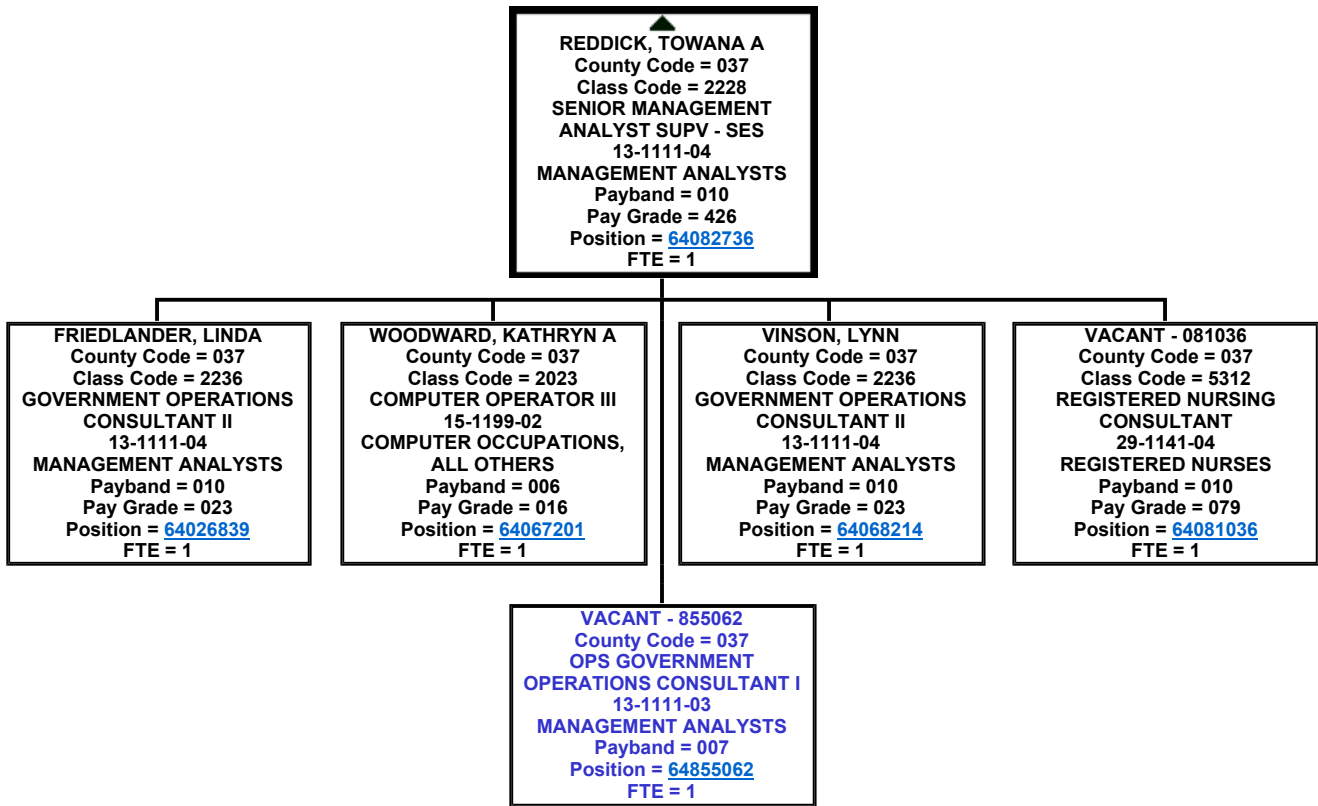 REDDICK, TOWANA A
County Code = 037
Class Code = 2228
SENIOR MANAGEMENT
ANALYST SUPV - SES
13-1111-04
MANAGEMENT ANALYSTS
Payband = 010
Pay Grade = 426
Position = 64082736
FTE = 1
FRIEDLANDER, LINDA
County Code = 037
Class Code = 2236
GOVERNMENT OPERATIONS
CONSULTANT II
13-1111-04
MANAGEMENT ANALYSTS
Payband = 010
Pay Grade = 023
Position = 64026839
FTE = 1
WOODWARD, KATHRYN A
County Code = 037
Class Code = 2023
COMPUTER OPERATOR III
15-1199-02
COMPUTER OCCUPATIONS,
ALL OTHERS
Payband = 006
Pay Grade = 016
Position = 64067201
FTE = 1
VINSON, LYNN
County Code = 037
Class Code = 2236
GOVERNMENT OPERATIONS
CONSULTANT II
13-1111-04
MANAGEMENT ANALYSTS
Payband = 010
Pay Grade = 023
Position = 64068214
FTE = 1
VACANT - 081036
County Code = 037
Class Code = 5312
REGISTERED NURSING
CONSULTANT
29-1141-04
REGISTERED NURSES
Payband = 010
Pay Grade = 079
Position = 64081036
FTE = 1
VACANT - 855062
County Code = 037
OPS GOVERNMENT
OPERATIONS CONSULTANT I
13-1111-03
MANAGEMENT ANALYSTS
Payband = 007
Position = 64855062
FTE = 1